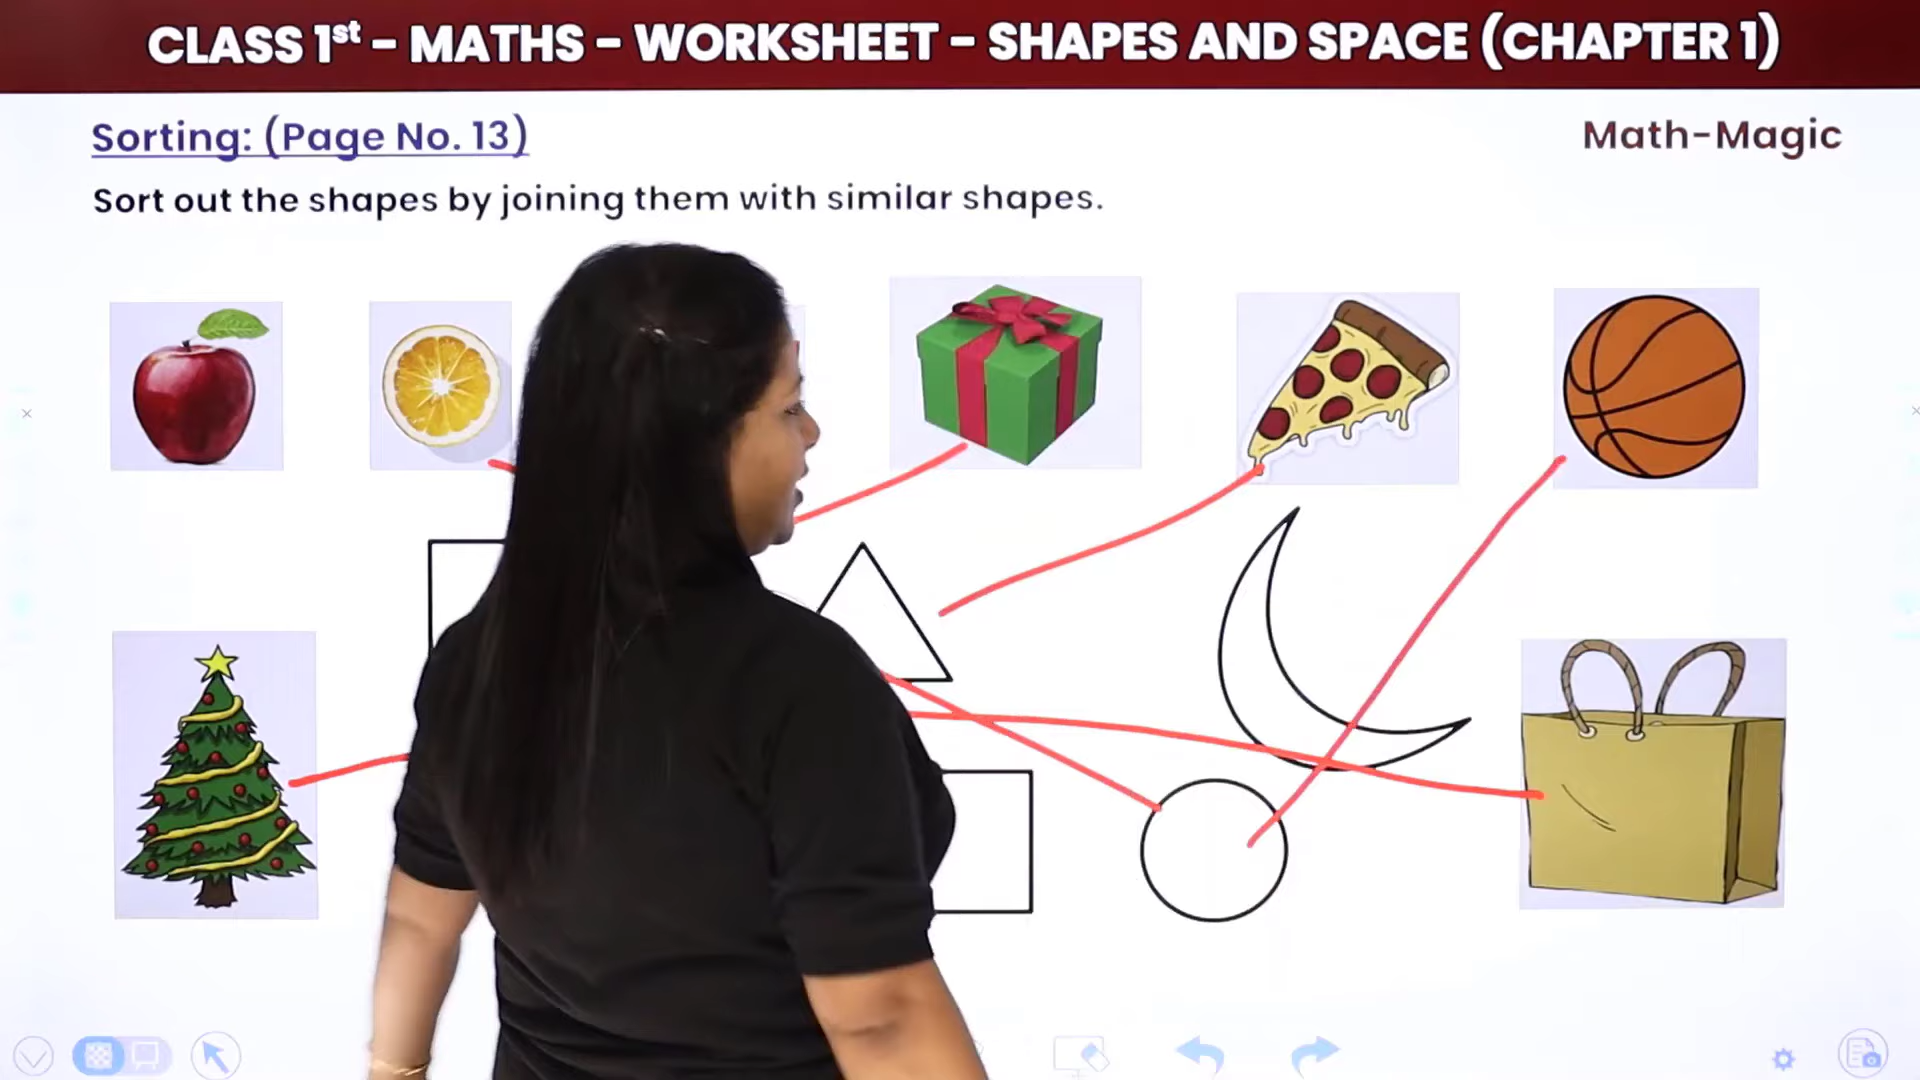 CLASS 1st - MATHS - WORKSHEET - SHAPES AND SPACE (CHAPTER 1)
Sorting: (Page No. 13)
Math-Magic
Sort out the shapes by joining them with similar shapes.